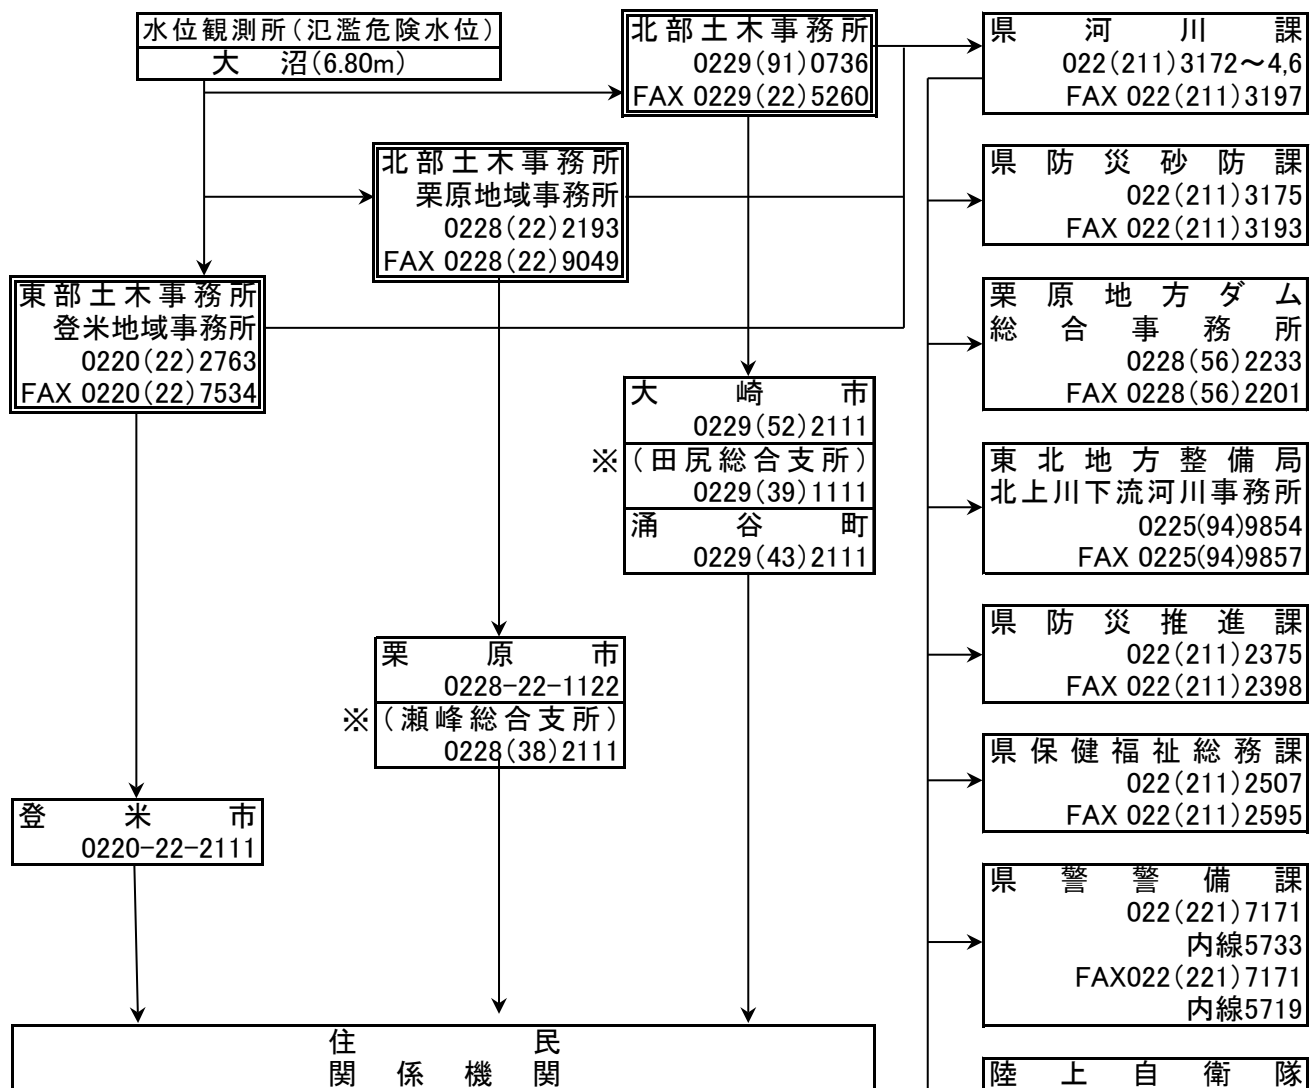 水位観測所(氾濫危険水位)
大 沼(6.80m)
北部土木事務所
0229(91)0736
FAX 0229(22)5260
北部土木事務所
栗原地域事務所
0228(22)2193
FAX 0228(22)9049
東部土木事務所
登米地域事務所
0220(22)2763
FAX 0220(22)7534
大崎市
0229(52)2111
※(田尻総合支所)
0229(39)1111
涌谷町
0229(43)2111
栗原市
0228-22-1122
※(瀬峰総合支所)
0228(38)2111
登米市
0220-22-2111
住民
関係機関
県河川課
022(211)3172～4,6
FAX 022(211)3197
県防災砂防課
022(211)3175
FAX 022(211)3193
栗原地方ダム
総合事務所
0228(56)2233
FAX 0228(56)2201
東北地方整備局
北上川下流河川事務所
0225(94)9854
FAX 0225(94)9857
県防災推進課
022(211)2375
FAX 022(211)2398
県保健福祉総務課
022(211)2507
FAX 022(211)2595
県警警備課
022(221)7171
内線5733
FAX022(221)7171
内線5719
陸上自衛隊